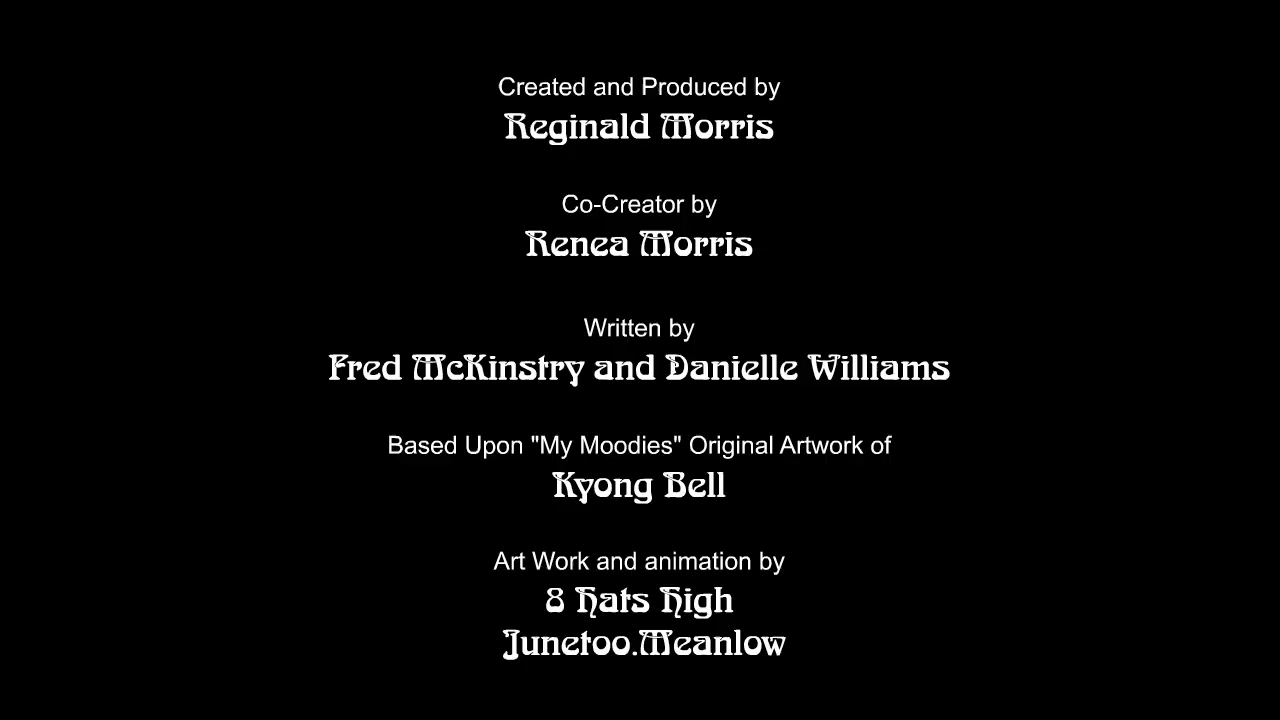 Created and Produced by
Reginald Morris
Co-Creator by
Renea Morris
Written by
Fred McKinstry and Danielle Williams
Based Upon "My Moodies" Original Artwork of
Kyong Bell
Art Work and animation by
8 Hats High
Junetoo.Meanlow